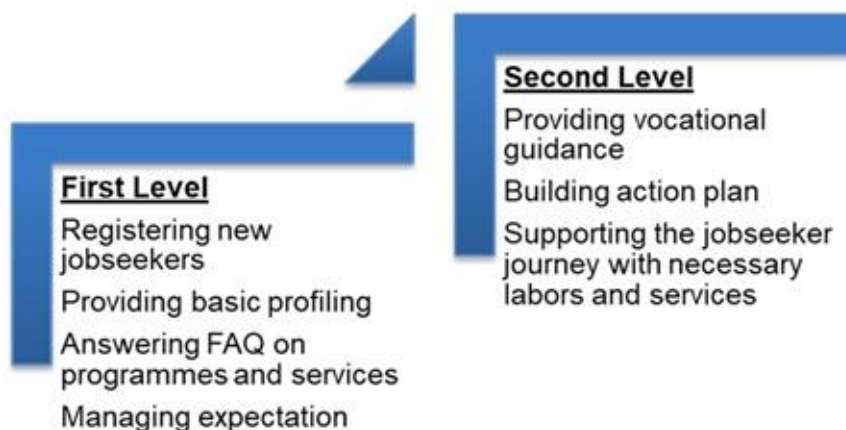 First Level
Registering new
jobseekers
Providing basic profiling
Answering FAQ on
programmes and services
Managing expectation
Second Level
Providing vocational
guidance
Building action plan
Supporting the jobseeker
journey with necessary
labors and services